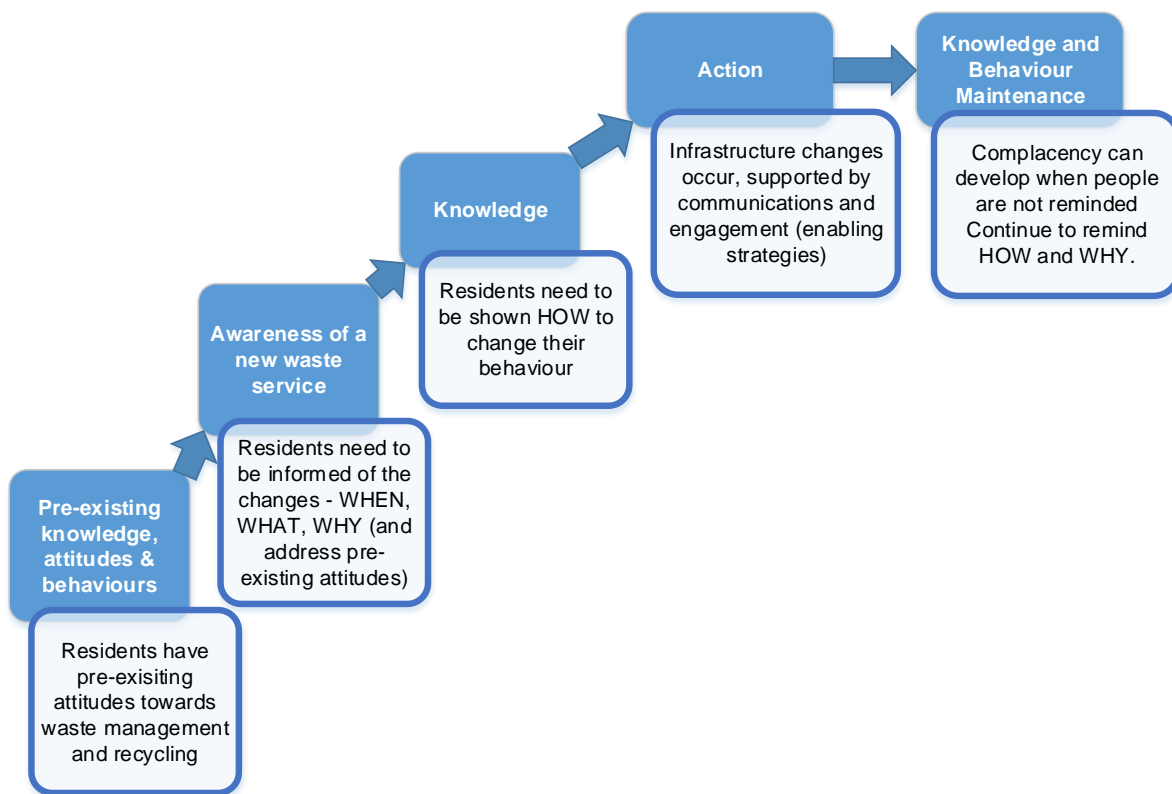 Pre-existing
knowledge,
attitudes &
behaviours
Residents have
pre-exisiting
attitudes towards
waste management
and recycling
Awareness of a
new waste
service
Residents need to
be informed of the
changes - WHEN,
WHAT, WHY (and
address pre-
existing attitudes)
Knowledge
Residents need to
be shown HOW to
change their
behaviour
Action
Infrastructure changes
occur, supported by
communications and
engagement (enabling
strategies)
Knowledge and
Behaviour
Maintenance
Complacency can
develop when people
are not reminded
Continue to remind
HOW and WHY.